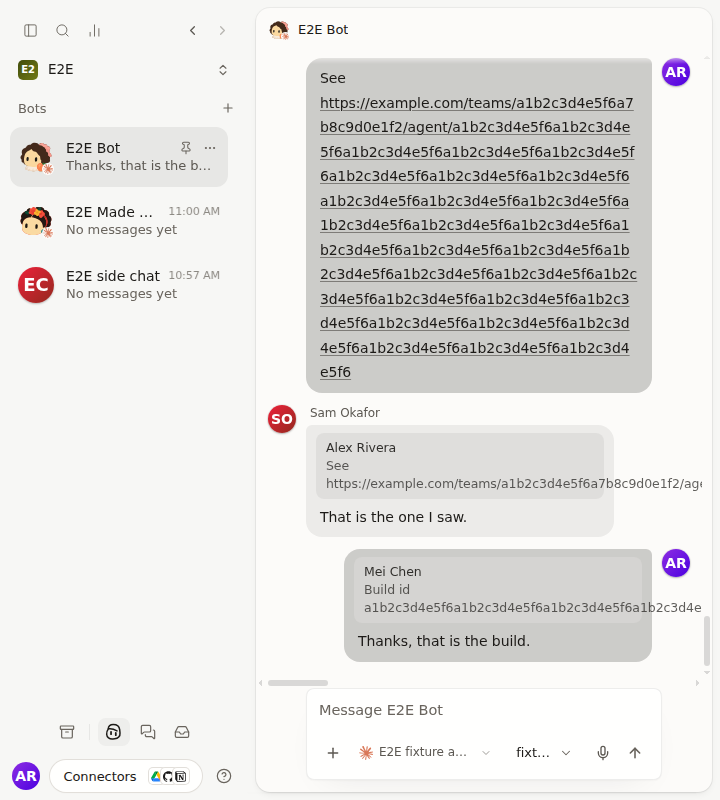 E2 E2E
Bots
E2E Bot
Thanks, that is the b...
E2E Made ... 11:00 AM
No messages yet
EC
E2E side chat 10:57 AM
No messages yet
AR Connectors
E2E Bot
AR
See
https://example.com/teams/a1b2c3d4e5f6a7
b8c9d0e1f2/agent/a1b2c3d4e5f6a1b2c3d4e
5f6a1b2c3d4e5f6a1b2c3d4e5f6a1b2c3d4e5f
6a1b2c3d4e5f6a1b2c3d4e5f6a1b2c3d4e5f6
a1b2c3d4e5f6a1b2c3d4e5f6a1b2c3d4e5f6a
1b2c3d4e5f6a1b2c3d4e5f6a1b2c3d4e5f6a1
b2c3d4e5f6a1b2c3d4e5f6a1b2c3d4e5f6a1b
2c3d4e5f6a1b2c3d4e5f6a1b2c3d4e5f6a1b2c
3d4e5f6a1b2c3d4e5f6a1b2c3d4e5f6a1b2c3
d4e5f6a1b2c3d4e5f6a1b2c3d4e5f6a1b2c3d
4e5f6a1b2c3d4e5f6a1b2c3d4e5f6a1b2c3d4
e5f6
Sam Okafor
SO
Alex Rivera
See
https://example.com/teams/a1b2c3d4e5f6a7b8c9d0e1f2/age
That is the one I saw.
AR
Mei Chen
Build id
a1b2c3d4e5f6a1b2c3d4e5f6a1b2c3d4e5f6a1b2c3d4e
Thanks, that is the build.
Message E2E Bot
E2E fixture a... fixt...